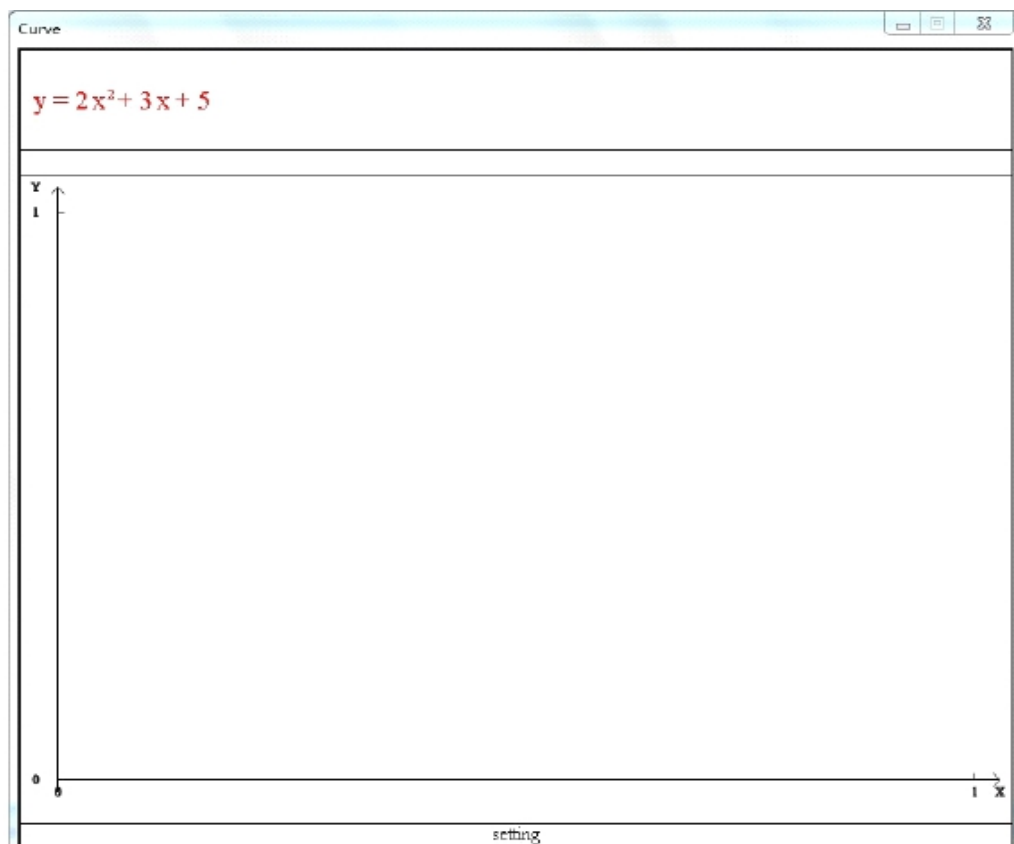 Curve
y = 2x² + 3x + 5
Y
1
0
0
1 X
setting